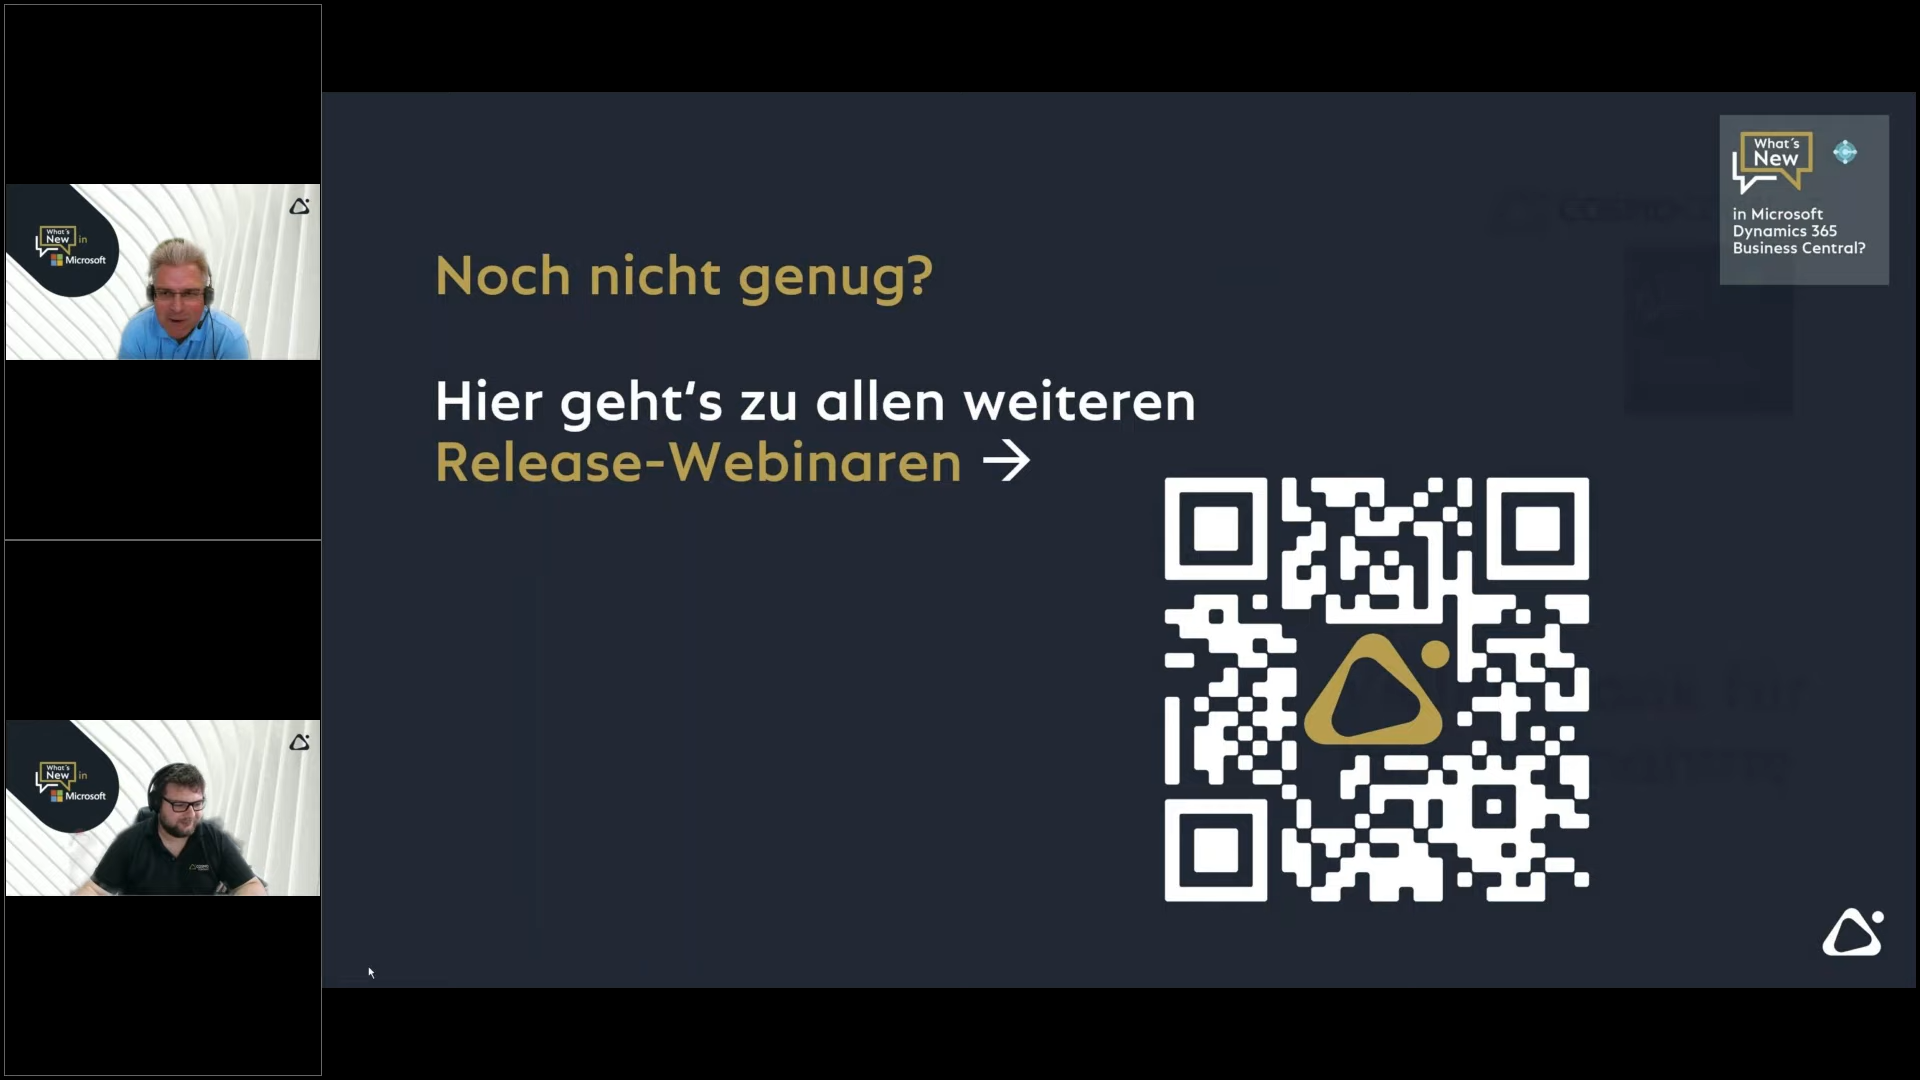 What's
New in
Microsoft
What's
New in
Microsoft
Noch nicht genug?
Hier geht‘s zu allen weiteren
Release-Webinaren →
What´s
New
in Microsoft
Dynamics 365
Business Central?